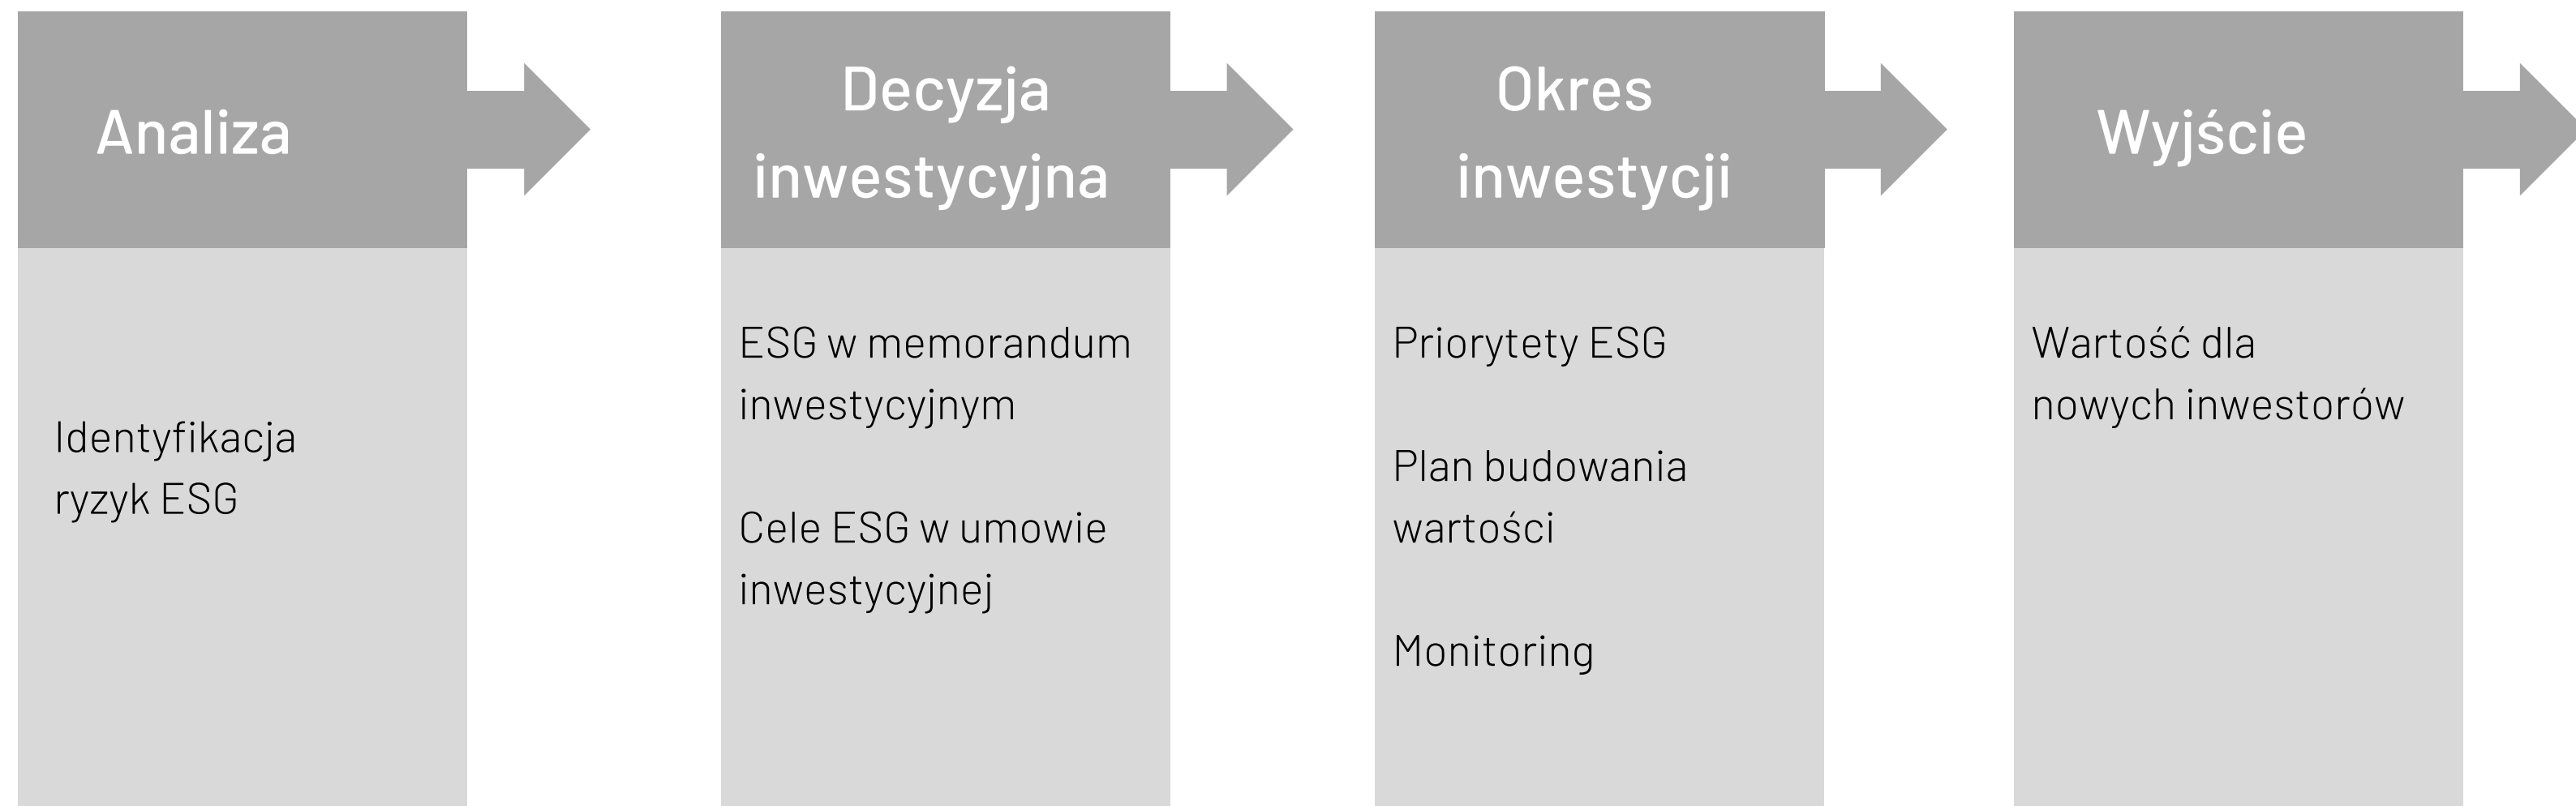 Analiza
Identyfikacja
ryzyk ESG
Decyzja
inwestycyjna
ESG w memorandum
inwestycyjnym
Cele ESG w umowie
inwestycyjnej
Okres
inwestycji
Priorytety ESG
Plan budowania
wartości
Monitoring
Wyjście
Wartość dla
nowych inwestorów